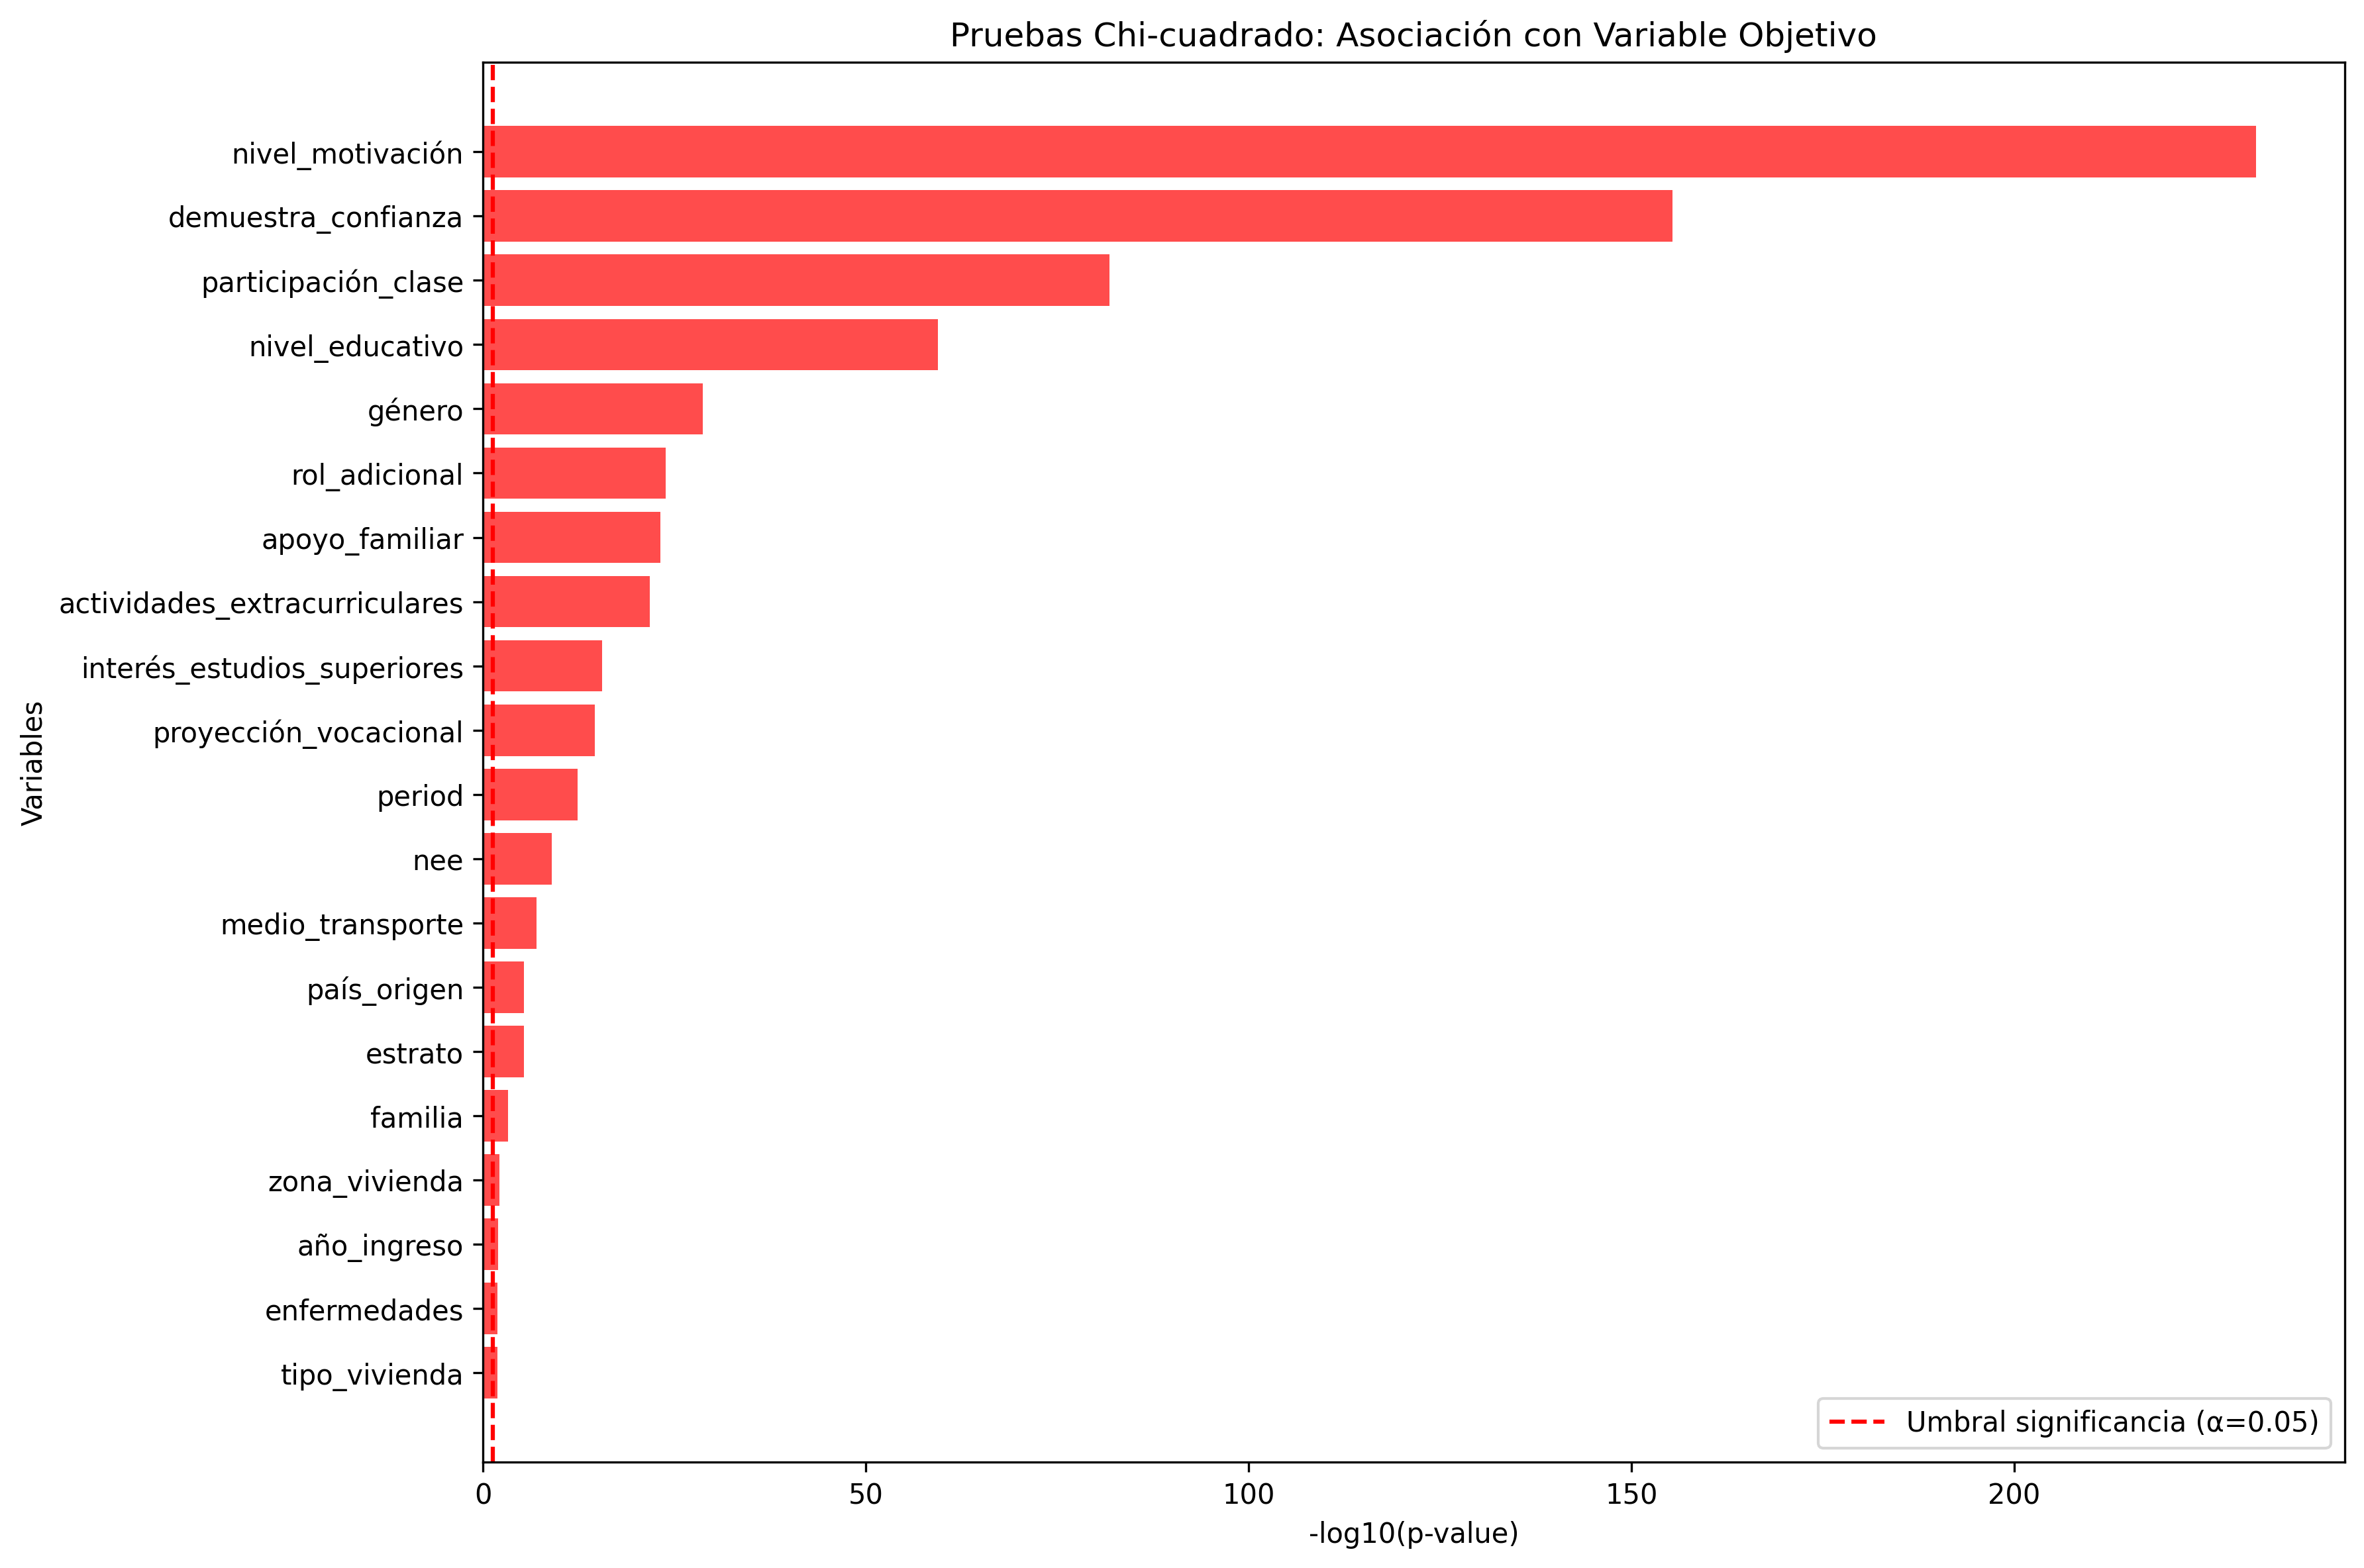 Pruebas Chi-cuadrado: Asociación con Variable Objetivo
Variables
nivel_motivación
demuestra_confianza
participación_clase
nivel_educativo
género
rol_adicional
apoyo_familiar
actividades_extracurriculares
interés_estudios_superiores
proyección_vocacional
period
nee
medio_transporte
país_origen
estrato
familia
zona_vivienda
año_ingreso
enfermedades
tipo_vivienda
Umbral significancia (α=0.05)
0 50 100 150 200
-log10(p-value)